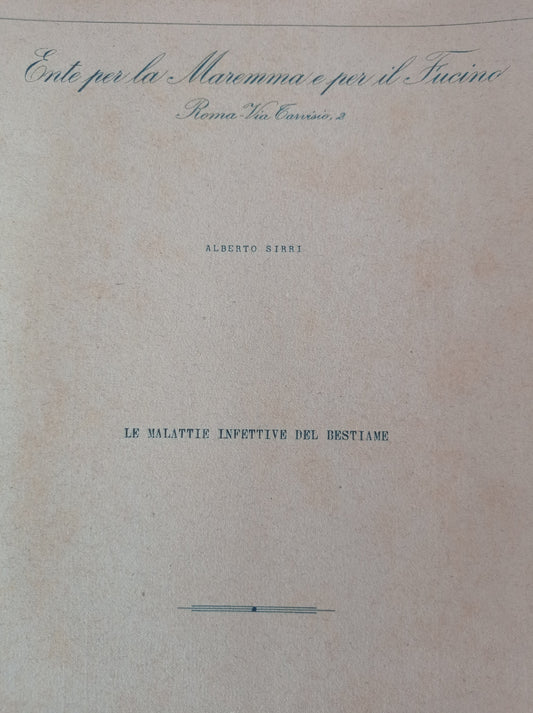 Ente per la Maremma e per il Fucino
Roma - Via Tarvisio, 2
ALBERTO SIRRI
LE MALATTIE INFETTIVE DEL BESTIAME